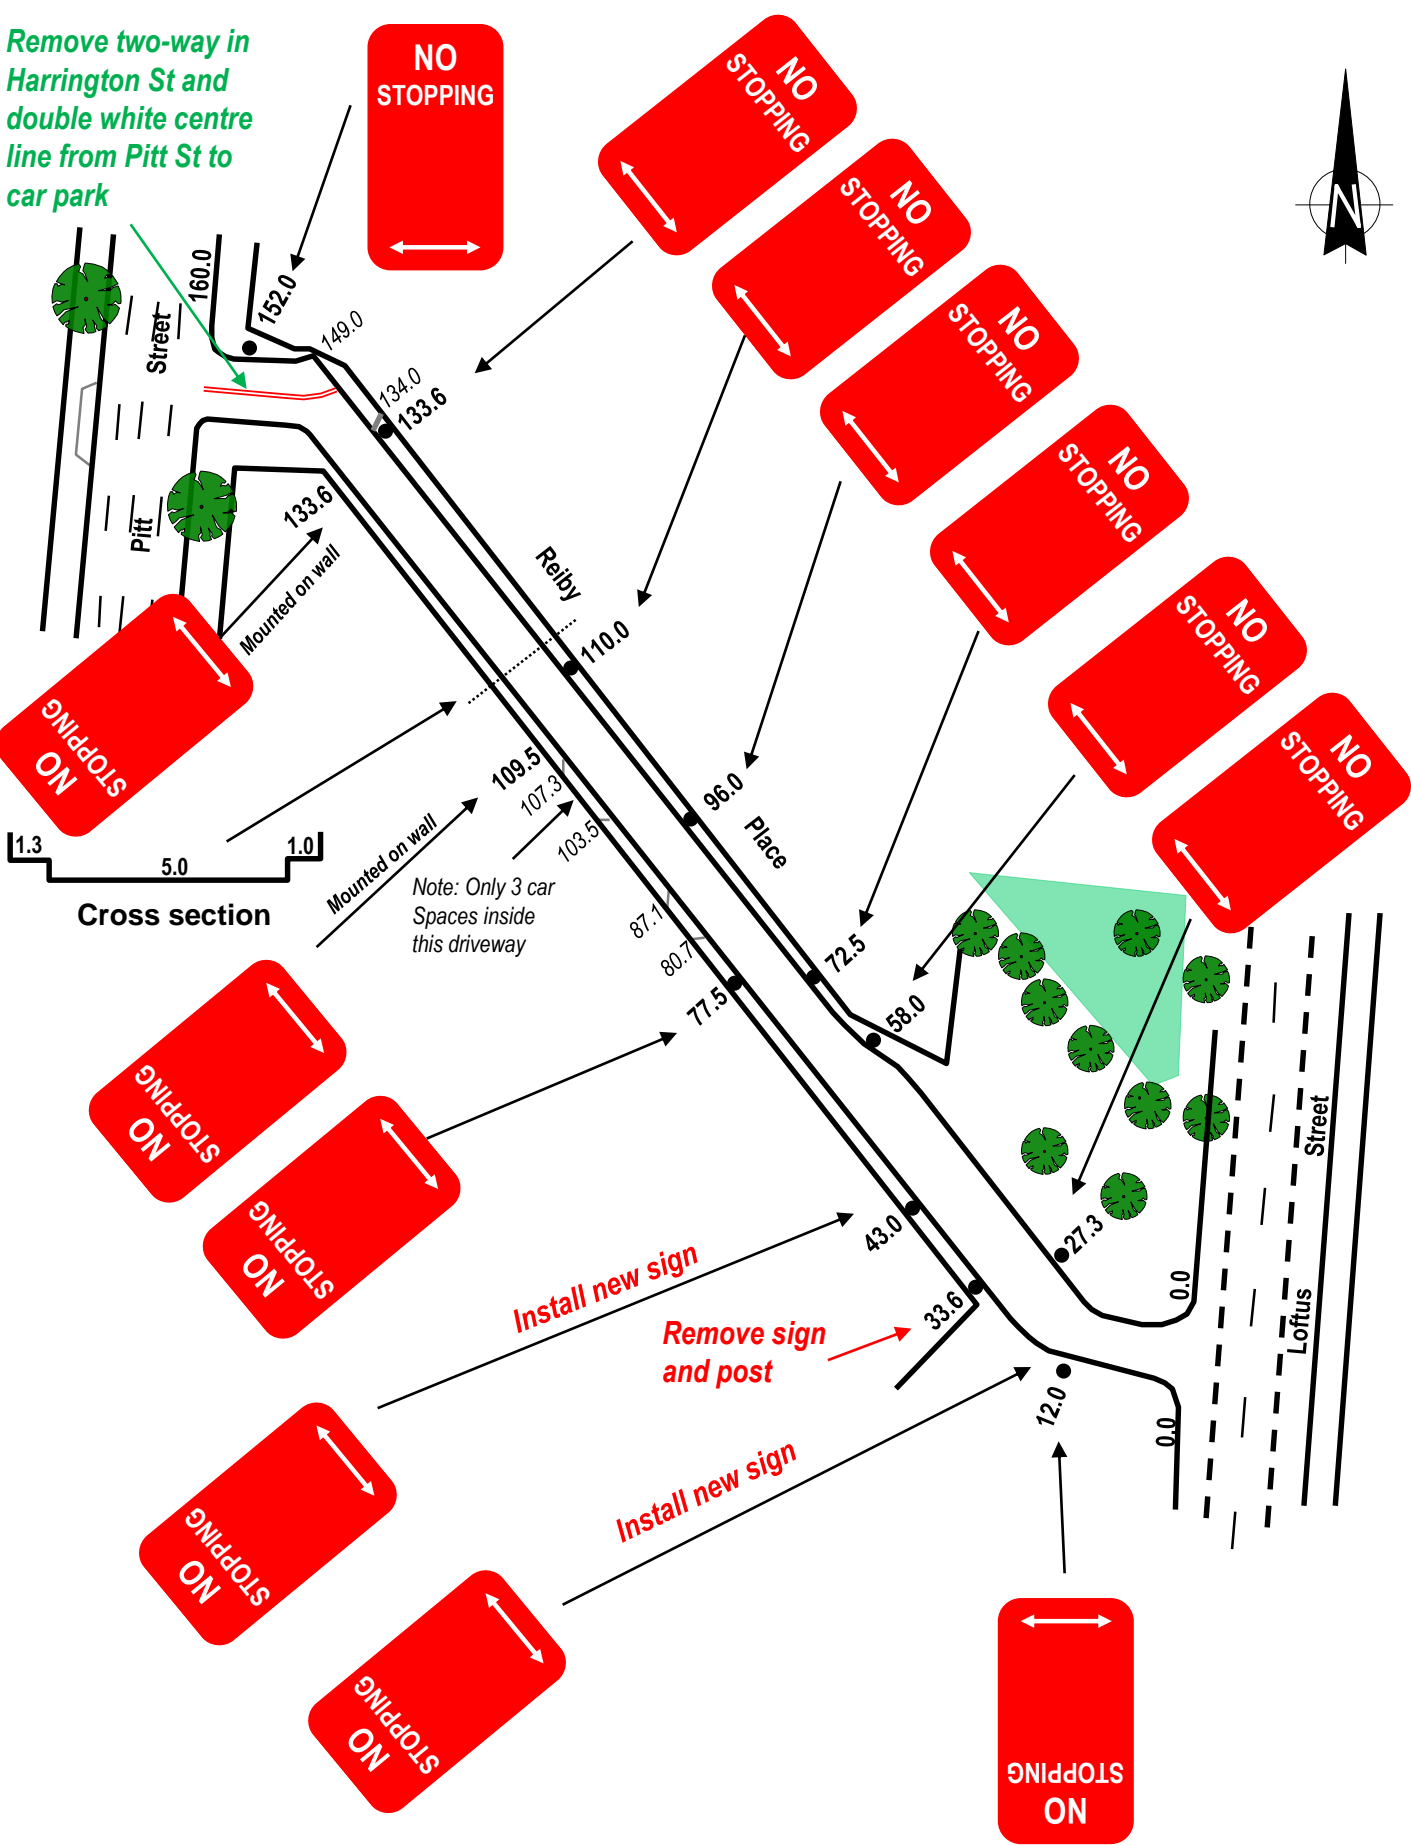 Remove two-way in
Harrington St and
double white centre
line from Pitt St to
car park
NO
STOPPING
NO
STOPPING
NO
STOPPING
NO
STOPPING
NO
STOPPING
NO
STOPPING
NO
STOPPING
N
160.0
152.0
149.0
134.0
133.6
Street
Pitt
133.6
Mounted on wall
Reiby
110.0
NO
STOPPING
109.5
107.3
103.5
96.0
Place
1.3
5.0
1.0
Cross section
Mounted on wall
Note: Only 3 car
Spaces inside
this driveway
87.1
80.7
77.5
72.5
58.0
NO
STOPPING
NO
STOPPING
43.0
33.6
27.3
0.0
Street
Loftus
Install new sign
Remove sign
and post
12.0
0.0
Install new sign
NO
STOPPING
NO
STOPPING
NO
STOPPING